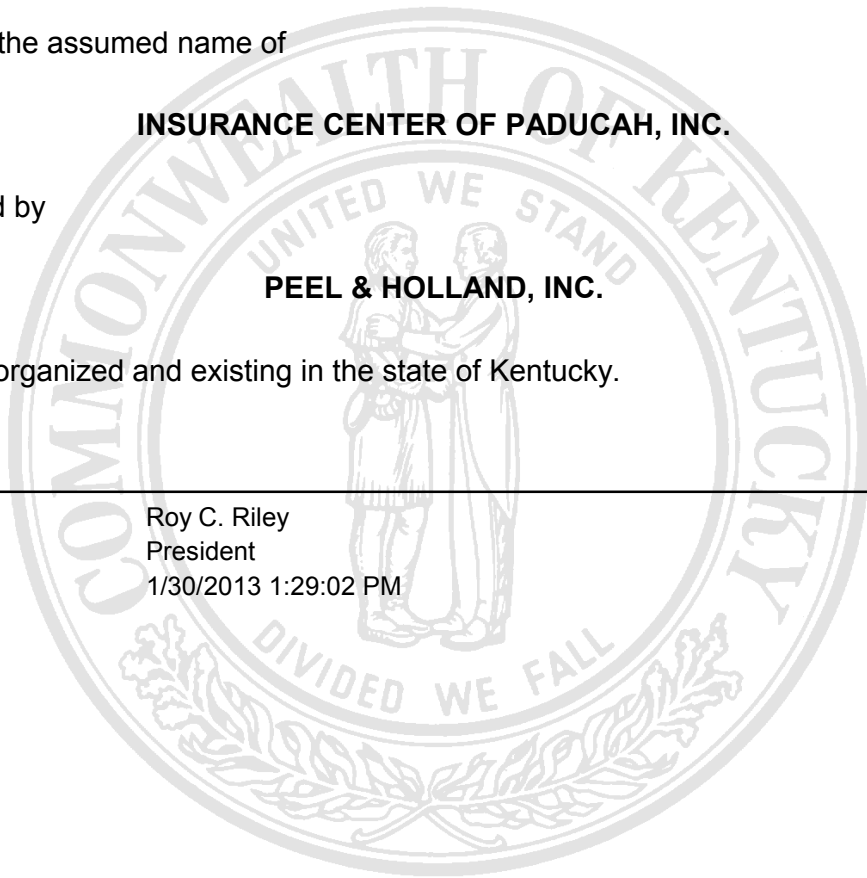 the assumed name of
INSURANCE CENTER OF PADUCAH, INC.
by
PEEL & HOLLAND, INC.
organized and existing in the state of Kentucky.
Roy C. Riley
President
1/30/2013 1:29:02 PM
COMMONWEALTH OF KENTUCKY
UNITED WE STAND
DIVIDED WE FALL